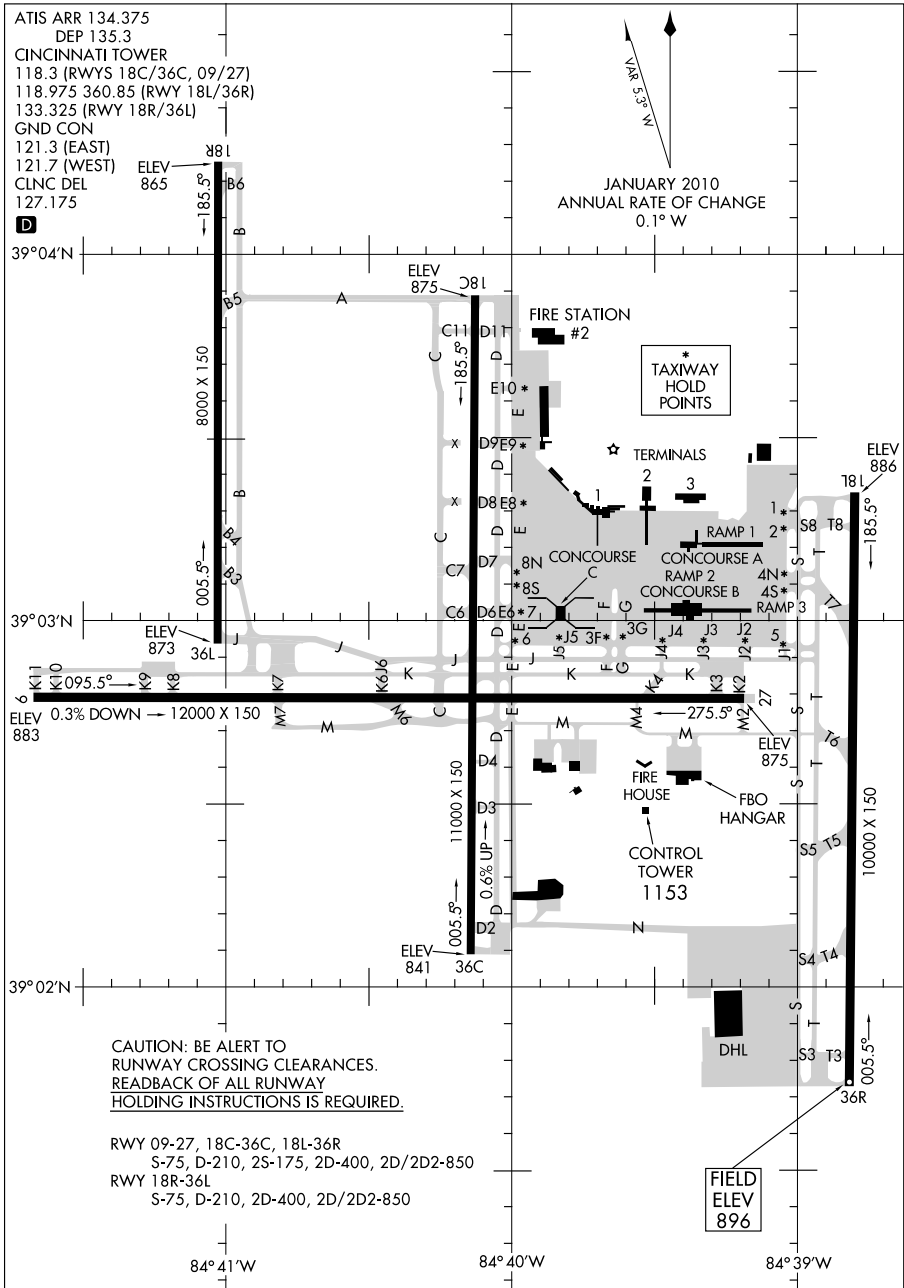 ATIS ARR 134.375
DEP 135.3
CINCINNATI TOWER
118.3 (RWYS 18C/36C, 09/27)
118.975 360.85 (RWY 18L/36R)
133.325 (RWY 18R/36L)
GND CON
121.3 (EAST)
121.7 (WEST)
CLNC DEL
127.175
D
VAR 5.3° W
JANUARY 2010
ANNUAL RATE OF CHANGE
0.1° W
18R
ELEV
865
185.5°
B6
B
39°04'N
B5
A
8000 X 150
B
B4
B3
005.5°
ELEV
873
36L
ELEV
875
18C
185.5°
C11
D11
C
D
X
D9
E9
X
D8
E8
D
D
C
C7
D7
C6
D6
E6
D
E10
E
E
E
FIRE STATION
#2
*
TAXIWAY
HOLD
POINTS
TERMINALS
1
2
3
CONCOURSE
C
RAMP 1
CONCOURSE A
RAMP 2
CONCOURSE B
RAMP 3
8N
8S
7
6
F
G
J5
3F
3G
J4
J3
J2
5
1
2
4N
4S
ELEV
886
18L
185.5°
S8
T8
S
T
T7
39°03'N
J
J
J
J6
J
J5
F
G
J4
J3
J2
J1
K11
K10
K9
K8
K7
K6
K
K
K4
K
K3
K2
9
095.5°
27
ELEV
883
0.3% DOWN
12000 X 150
275.5°
M7
M
M6
C
E
D
M
M4
M
M2
ELEV
875
S
T
T6
S
T
D4
D3
FIRE
HOUSE
FBO
HANGAR
CONTROL
TOWER
1153
11000 X 150
0.6% UP
005.5°
D
D2
N
ELEV
841
36C
S5
T5
10000 X 150
S4
T4
39°02'N
S
T
DHL
S3
T3
005.5°
36R
CAUTION: BE ALERT TO
RUNWAY CROSSING CLEARANCES.
READBACK OF ALL RUNWAY
HOLDING INSTRUCTIONS IS REQUIRED.
RWY 09-27, 18C-36C, 18L-36R
S-75, D-210, 2S-175, 2D-400, 2D/2D2-850
RWY 18R-36L
S-75, D-210, 2D-400, 2D/2D2-850
FIELD
ELEV
896
84°41'W
84°40'W
84°39'W